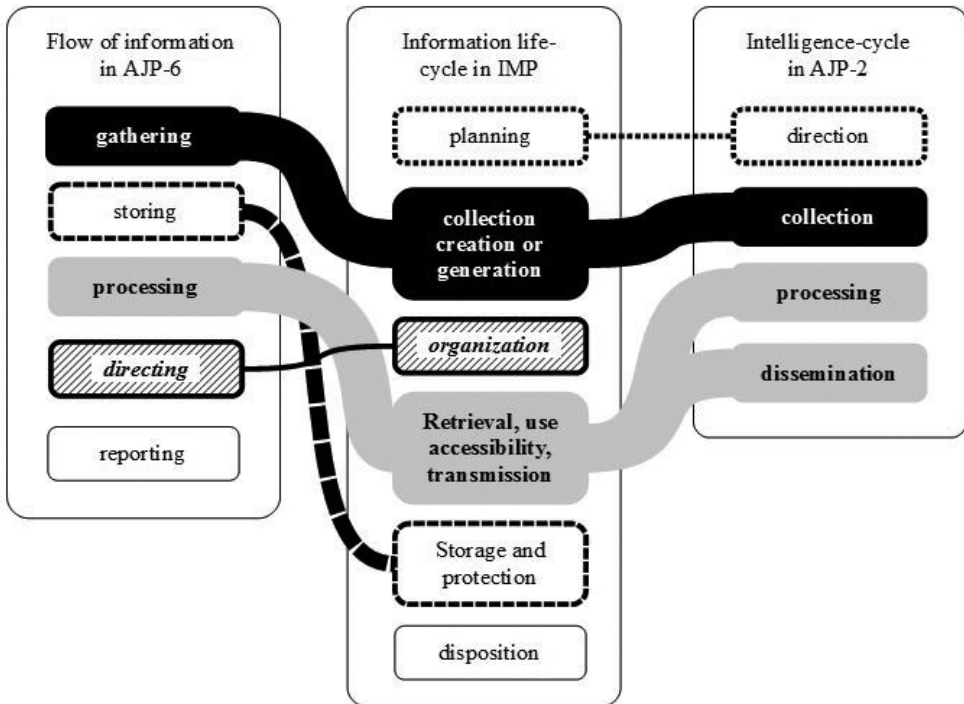 Flow of information
in AJP-6
gathering
storing
processing
directing
reporting
Information life-
cycle in IMP
planning
collection
creation or
generation
organization
Retrieval, use
accessibility,
transmission
Storage and
protection
disposition
Intelligence-cycle
in AJP-2
direction
collection
processing
dissemination